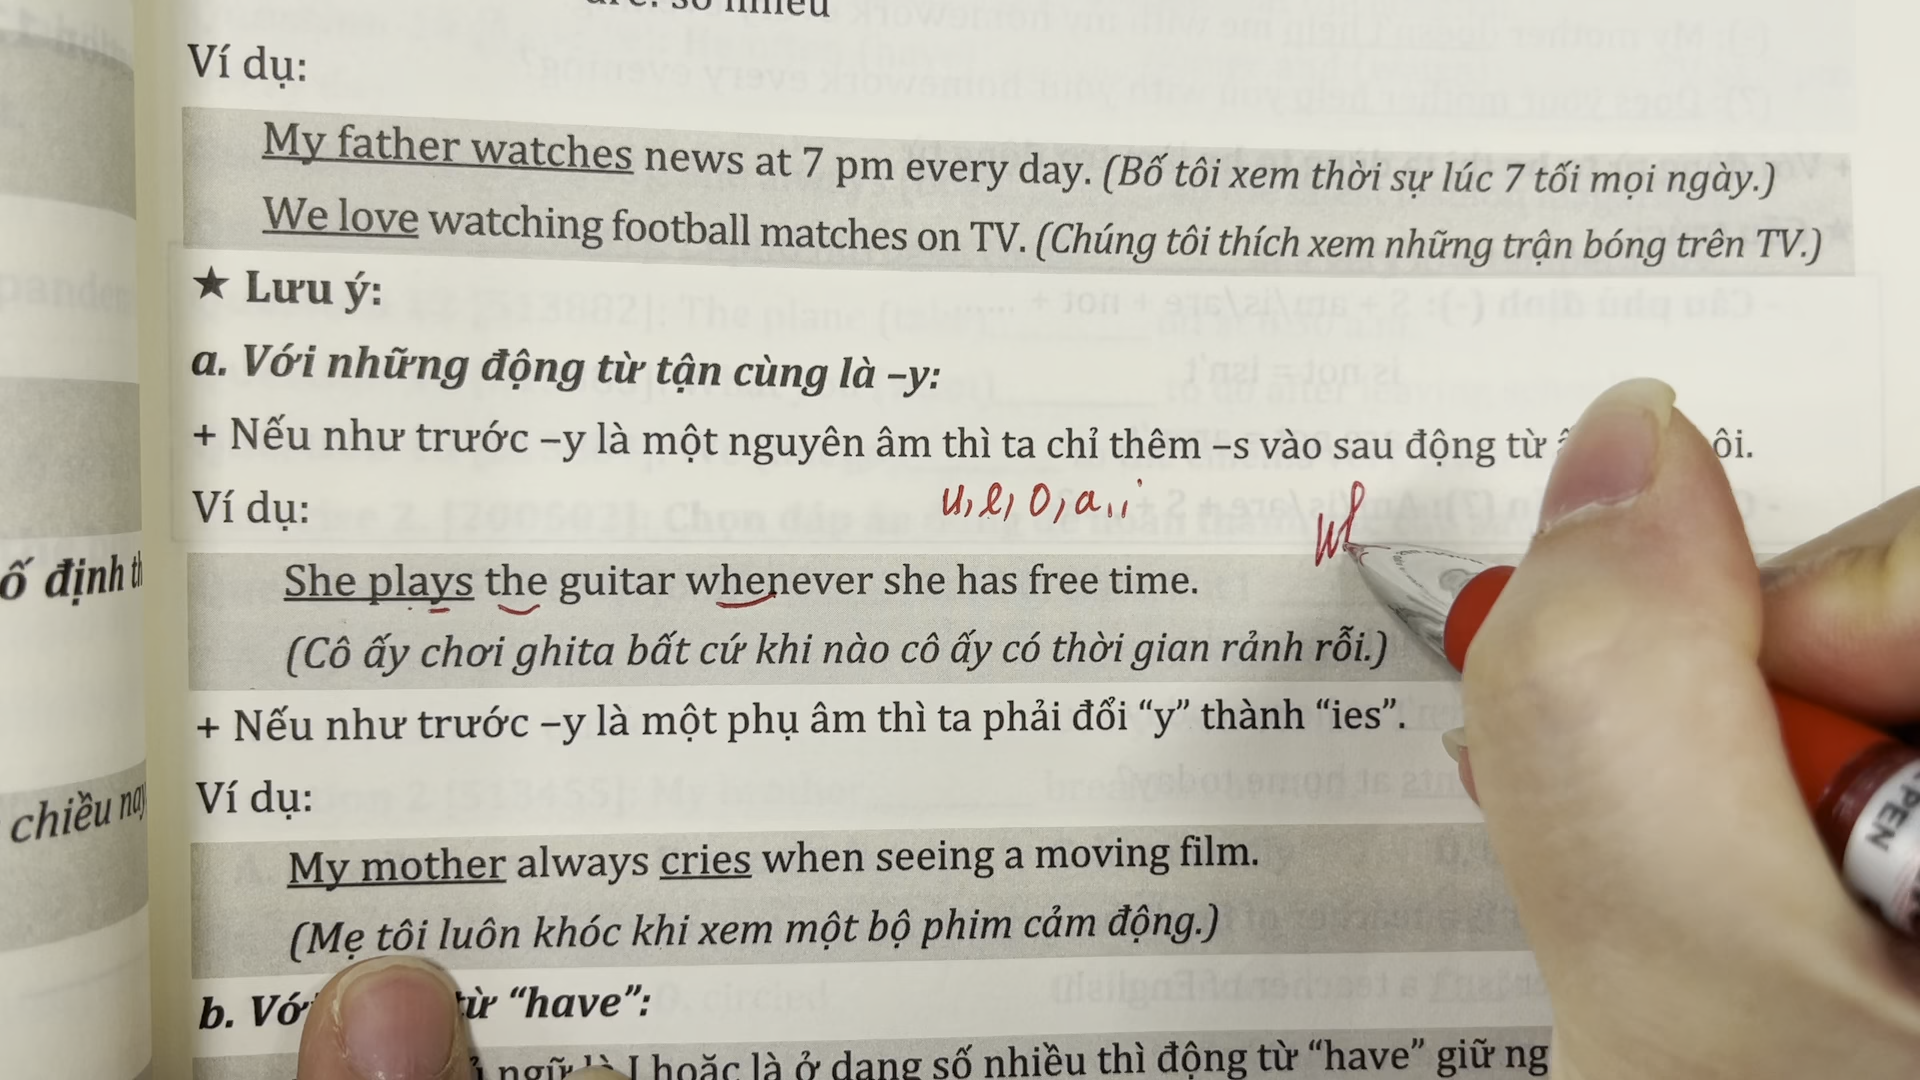 số nhiều
Ví dụ:
My father watches news at 7 pm every day. (Bố tôi xem thời sự lúc 7 tối mọi ngày.)
We love watching football matches on TV. (Chúng tôi thích xem những trận bóng trên TV.)
★ Lưu ý:
a. Với những động từ tận cùng là –y:
+ Nếu như trước –y là một nguyên âm thì ta chỉ thêm –s vào sau động từ
Ví dụ:
u, e, o, a, i
She plays the guitar whenever she has free time.
(Cô ấy chơi ghita bất cứ khi nào cô ấy có thời gian rảnh rỗi.)
+ Nếu như trước –y là một phụ âm thì ta phải đổi “y” thành “ies”.
Ví dụ:
My mother always cries when seeing a moving film.
(Mẹ tôi luôn khóc khi xem một bộ phim cảm động.)
b. từ “have”:
I hoặc là ở dạng số nhiều thì động từ “have” giữ
định
chiều nay
PEN